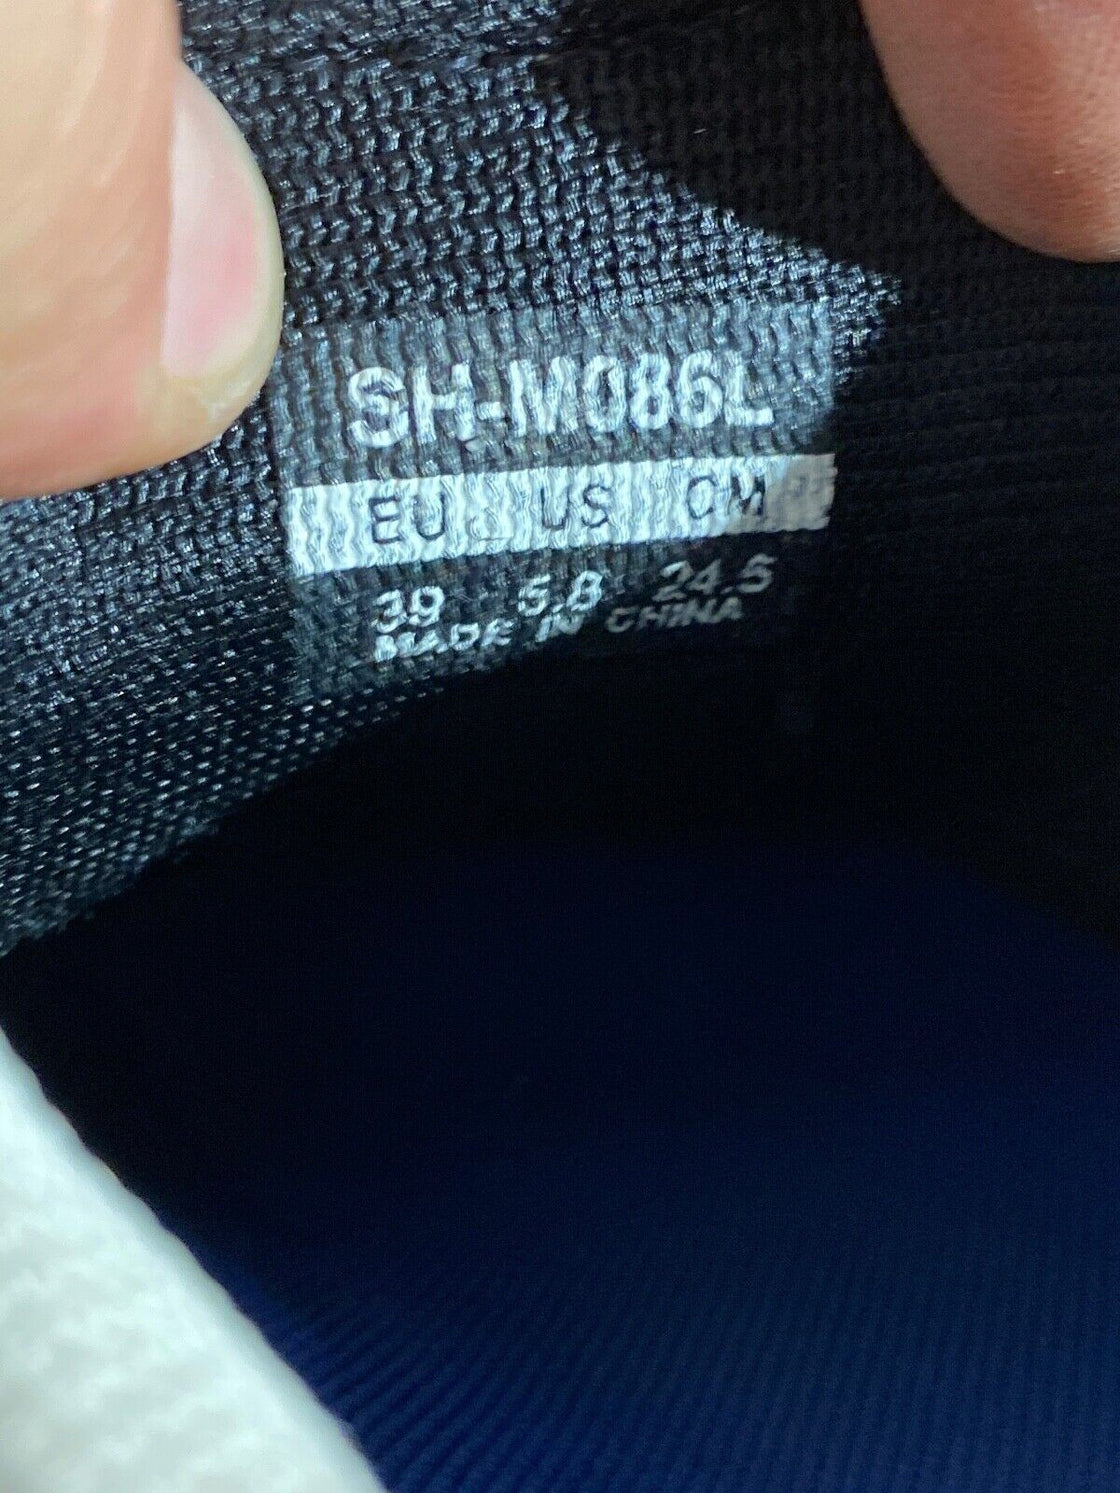 SH-M086L
EU US CM
39 5.8 24.5
MADE IN CHINA